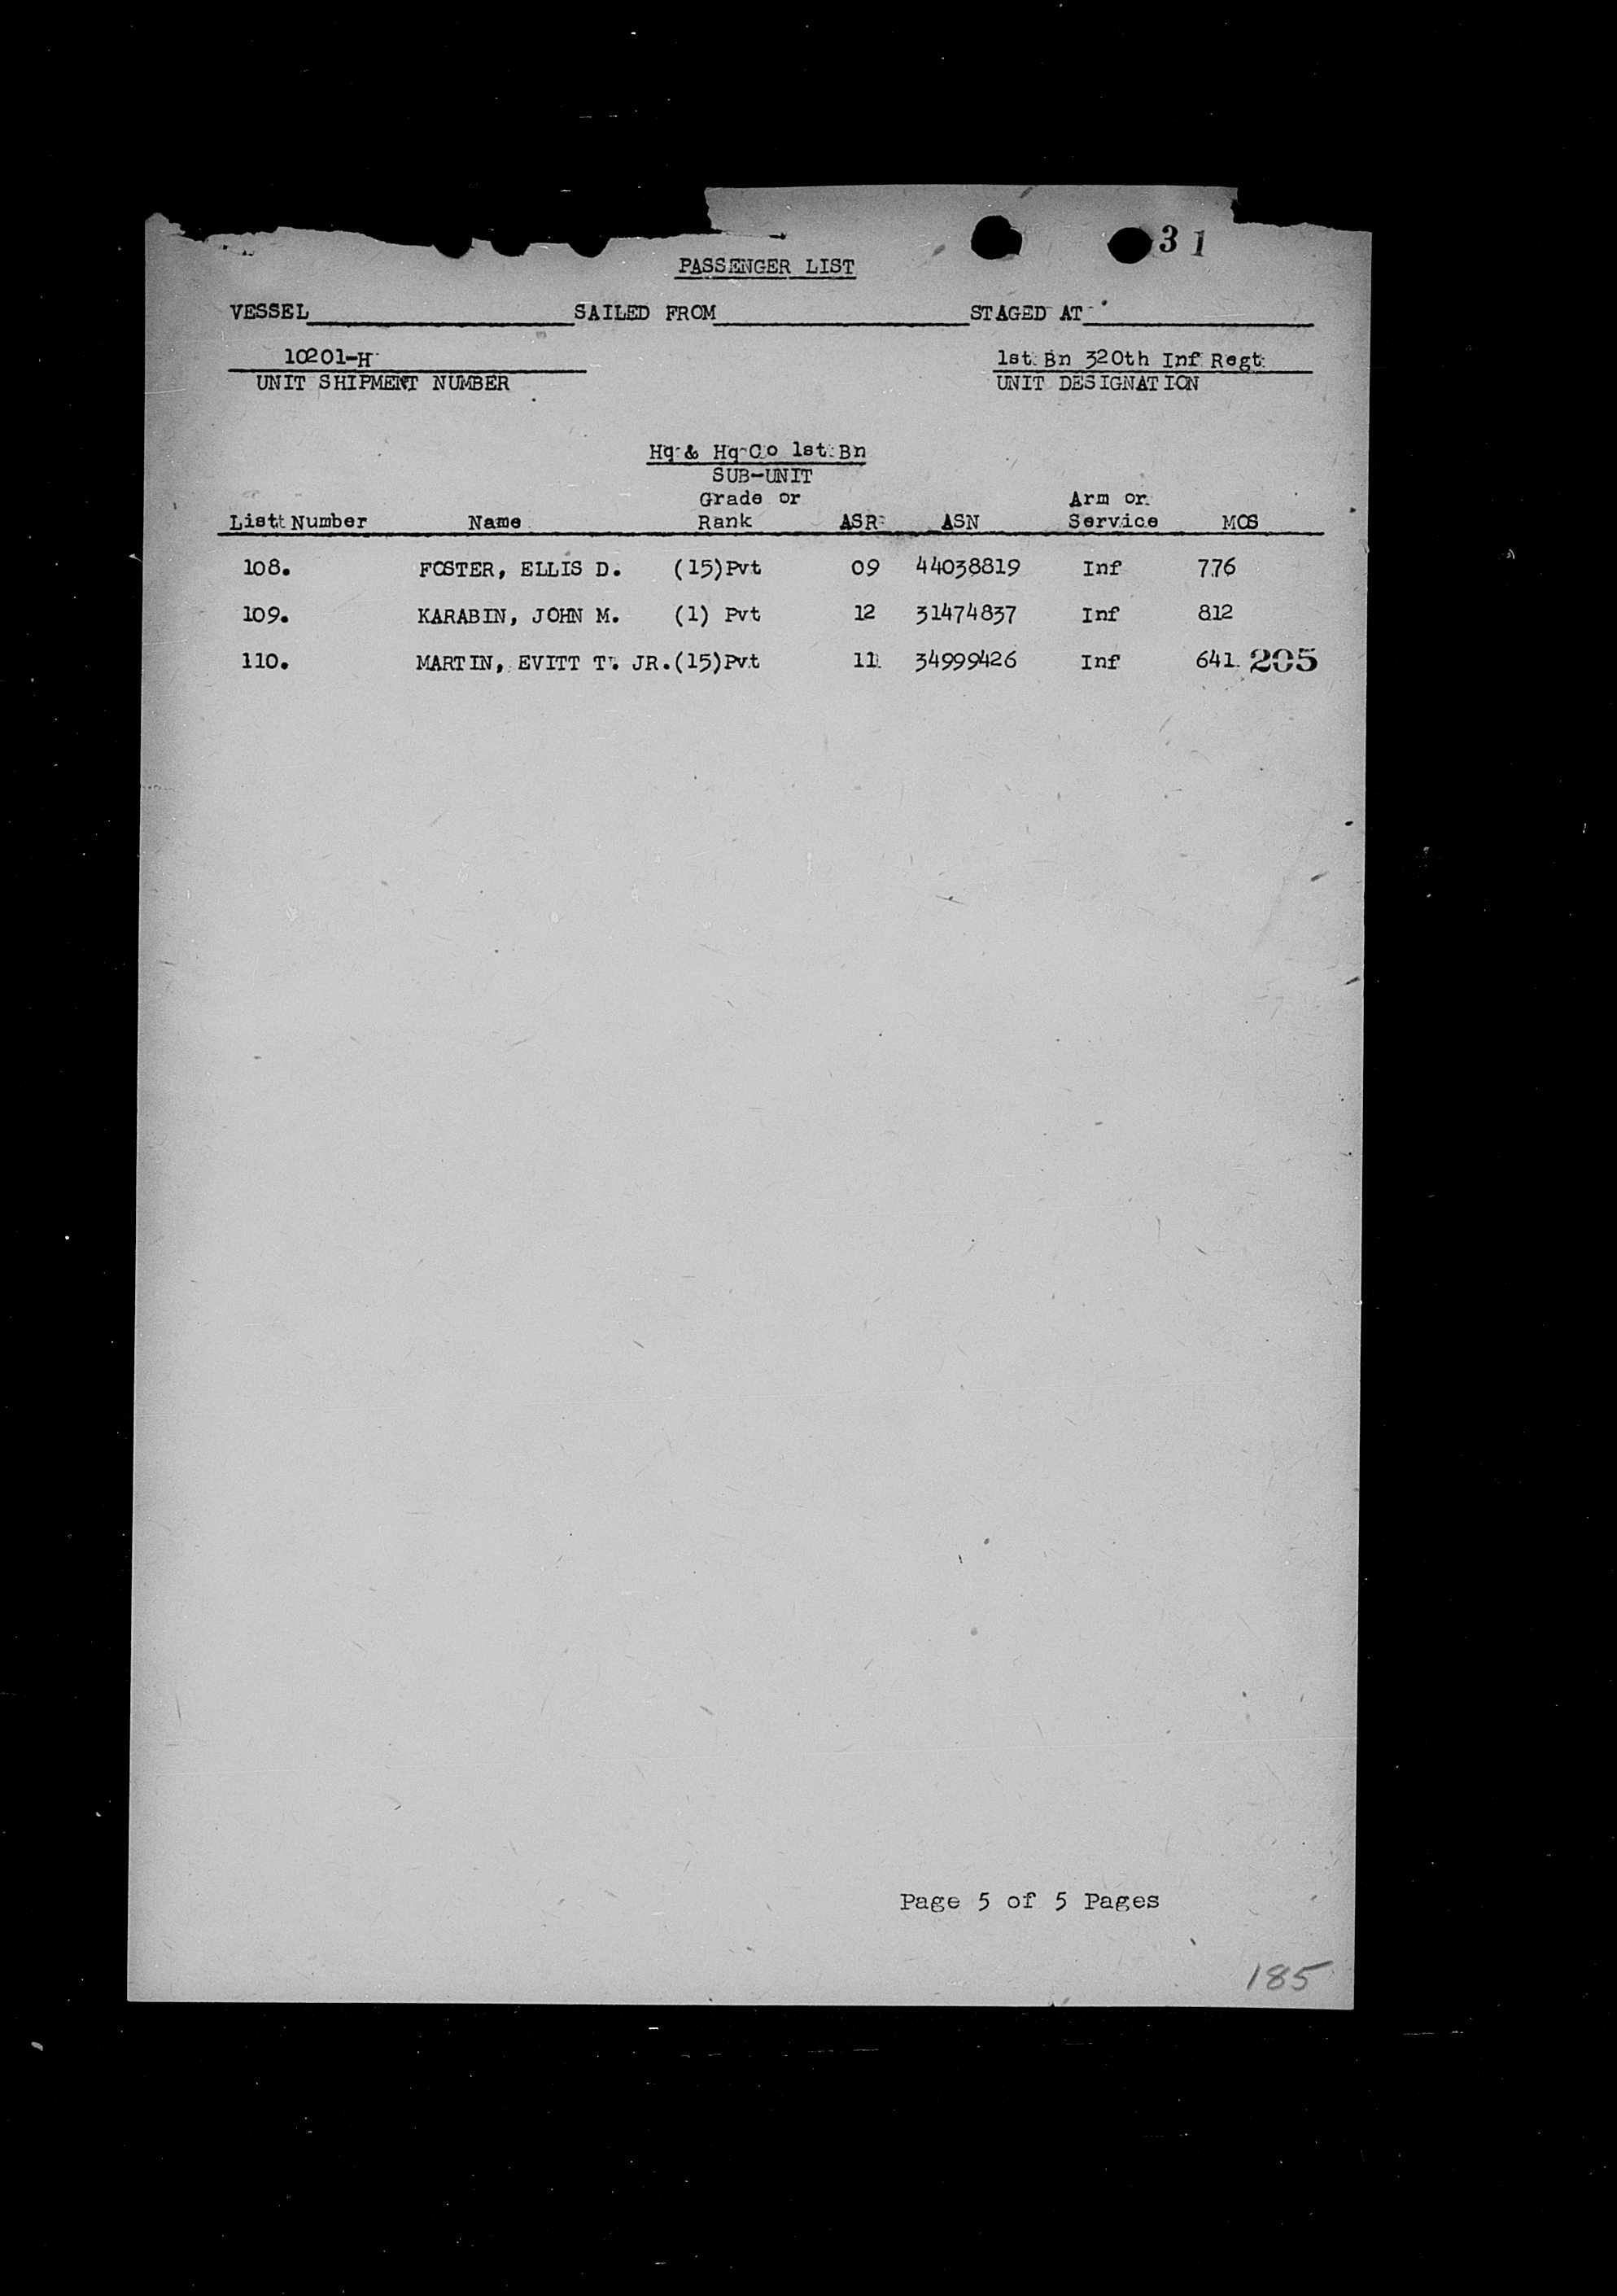 31
PASSENGER LIST
VESSEL SAILED FROM STAGED AT
10201-H 1st Bn 320th Inf Regt
UNIT SHIPMENT NUMBER UNIT DESIGNATION
Hq & Hq Co 1st Bn
SUB-UNIT
Grade or Arm or
List Number Name Rank ASR ASN Service MOS
108. FOSTER, ELLIS D. (15)Pvt 09 44038819 Inf 776
109. KARABIN, JOHN M. (1) Pvt 12 31474837 Inf 812
110. MARTIN, EVITT T. JR.(15)Pvt 11 34999426 Inf 641 205
Page 5 of 5 Pages
185